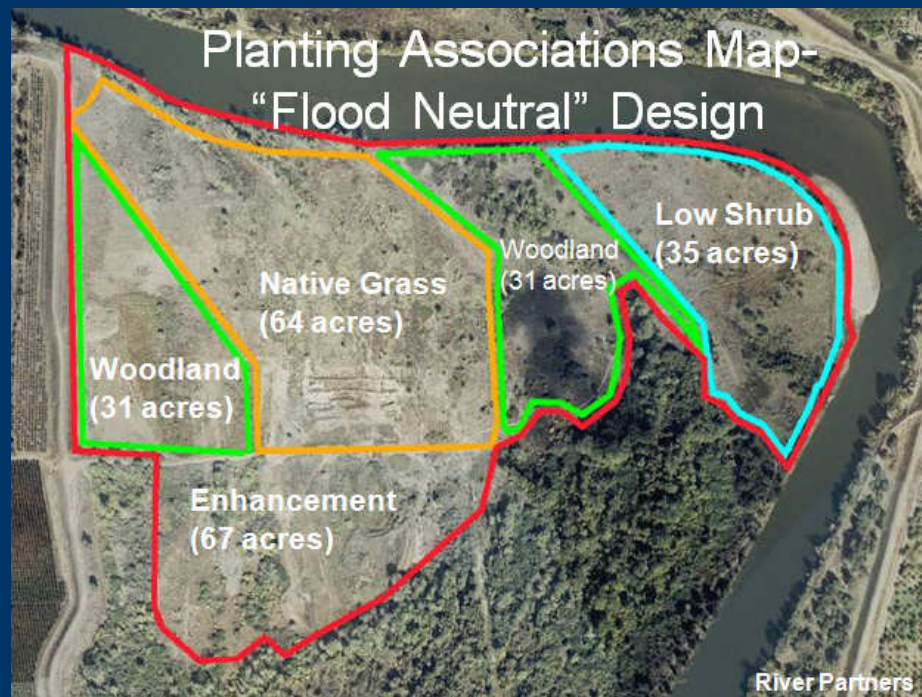 Planting Associations Map-
“Flood Neutral” Design
Low Shrub
(35 acres)
Woodland
(31 acres)
Native Grass
(64 acres)
Woodland
(31 acres)
Enhancement
(67 acres)
River Partners